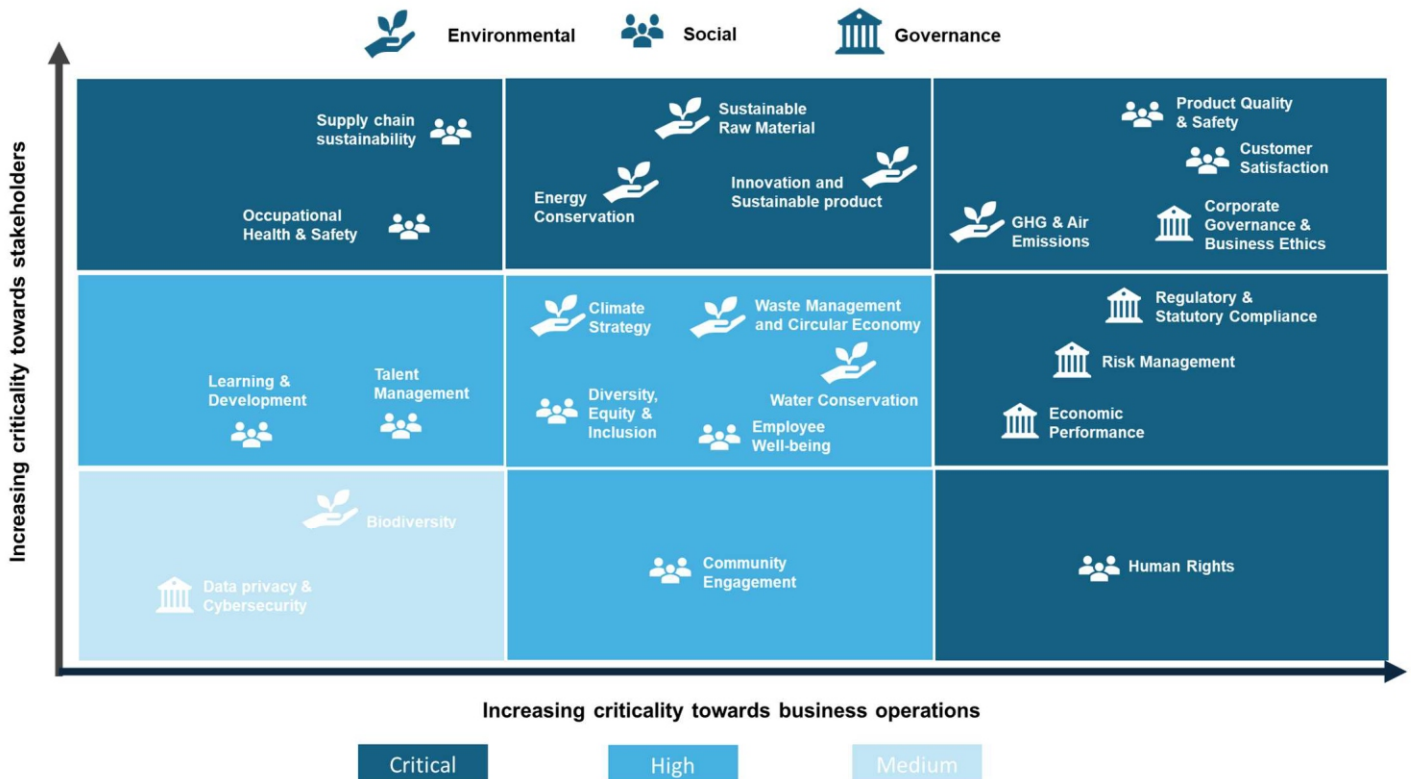 Environmental
Social
Governance
Increasing criticality towards stakeholders
Supply chain
sustainability
Occupational
Health & Safety
Sustainable
Raw Material
Energy
Conservation
Innovation and
Sustainable product
Product Quality
& Safety
Customer
Satisfaction
GHG & Air
Emissions
Corporate
Governance &
Business Ethics
Learning &
Development
Talent
Management
Climate
Strategy
Waste Management
and Circular Economy
Water Conservation
Diversity,
Equity &
Inclusion
Employee
Well-being
Regulatory &
Statutory Compliance
Risk Management
Economic
Performance
Biodiversity
Data privacy &
Cybersecurity
Community
Engagement
Human Rights
Increasing criticality towards business operations
Critical
High
Medium